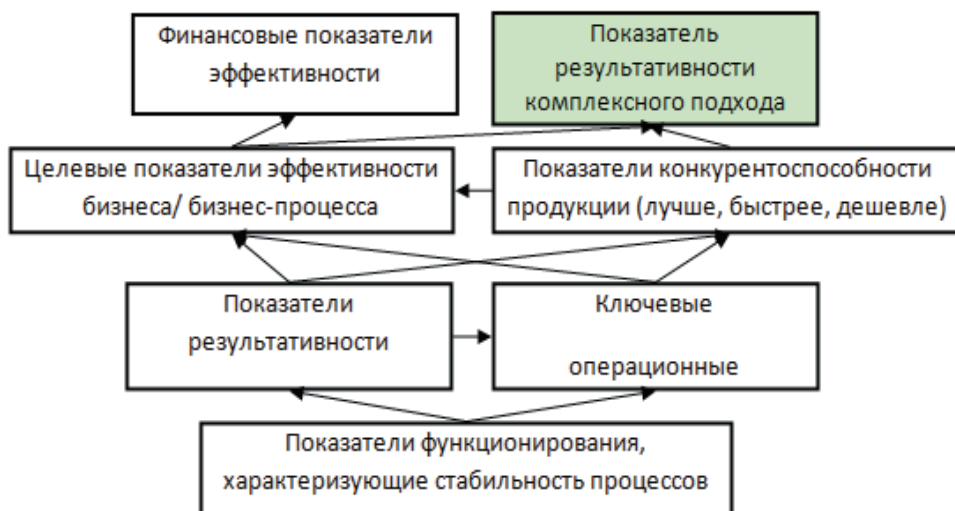 Финансовые показатели
эффективности
Показатель
результативности
комплексного подхода
Целевые показатели эффективности
бизнеса/ бизнес-процесса
Показатели конкурентоспособности
продукции (лучше, быстрее, дешевле)
Показатели
результативности
Ключевые
операционные
Показатели функционирования,
характеризующие стабильность процессов